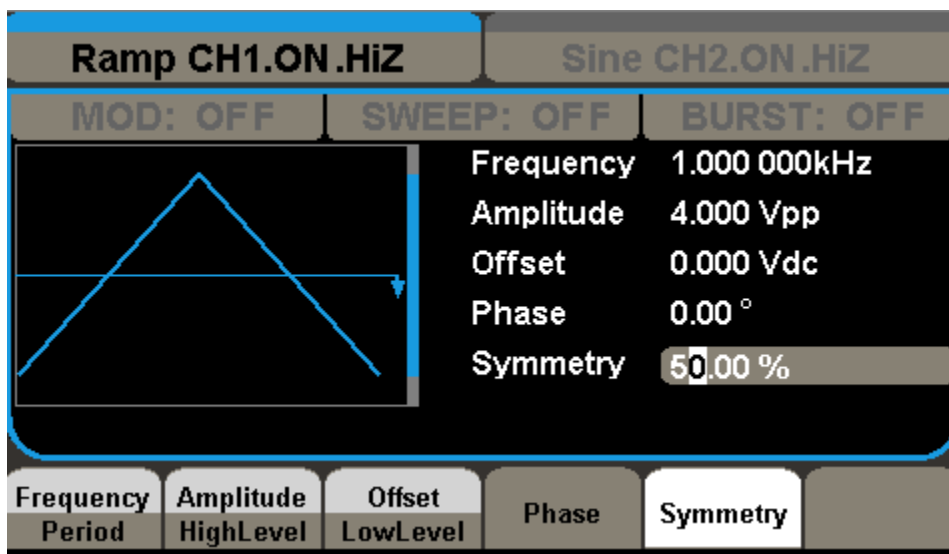 Ramp CH1.ON.HiZ
Sine CH2.ON.HiZ
MOD: OFF
SWEEP: OFF
BURST: OFF
Frequency 1.000 000kHz
Amplitude 4.000 Vpp
Offset 0.000 Vdc
Phase 0.00 °
Symmetry 50.00 %
Frequency
Period
Amplitude
HighLevel
Offset
LowLevel
Phase
Symmetry